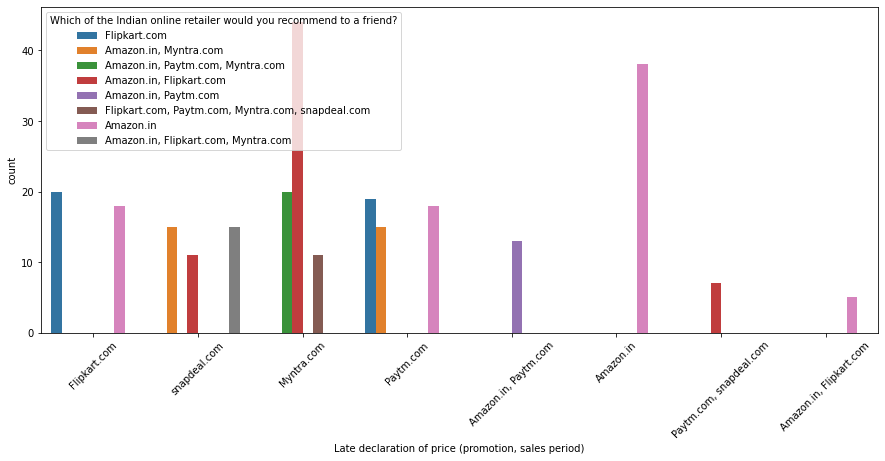 Which of the Indian online retailer would you recommend to a friend?
Flipkart.com
Amazon.in, Myntra.com
Amazon.in, Paytm.com, Myntra.com
Amazon.in, Flipkart.com
Amazon.in, Paytm.com
Flipkart.com, Paytm.com, Myntra.com, snapdeal.com
Amazon.in
Amazon.in, Flipkart.com, Myntra.com
40
30
20
10
0
count
Flipkart.com
snapdeal.com
Myntra.com
Paytm.com
Amazon.in, Paytm.com
Amazon.in
Paytm.com, snapdeal.com
Amazon.in, Flipkart.com
Late declaration of price (promotion, sales period)